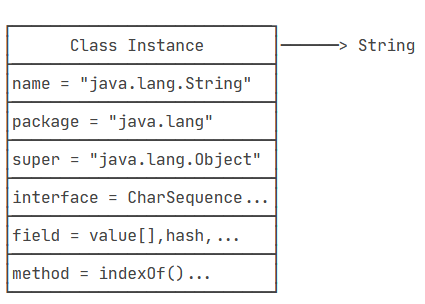 Class Instance
────> String
name = "java.lang.String"
package = "java.lang"
super = "java.lang.Object"
interface = CharSequence...
field = value[],hash,...
method = indexOf()...